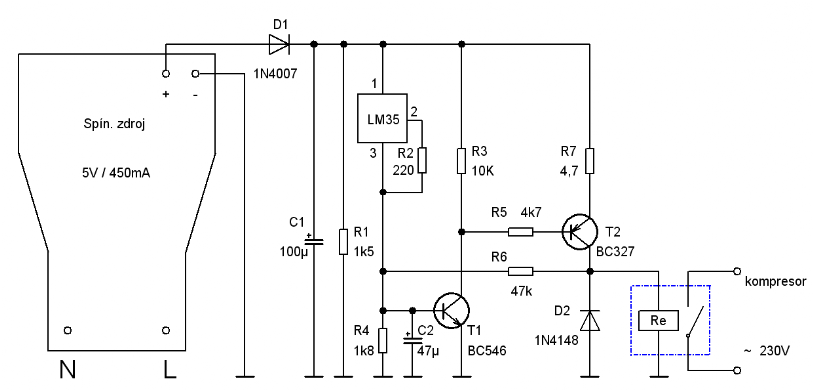 D1
1N4007
+ -
Spín. zdroj
5V / 450mA
1
LM35
2
3
R2
220
R3
10K
R7
4,7
C1
+
100µ
R1
1k5
R5 4k7
T2
BC327
R6
47k
kompresor
R4
1k8
+
C2
47µ
T1
BC546
D2
1N4148
Re
~ 230V
N L